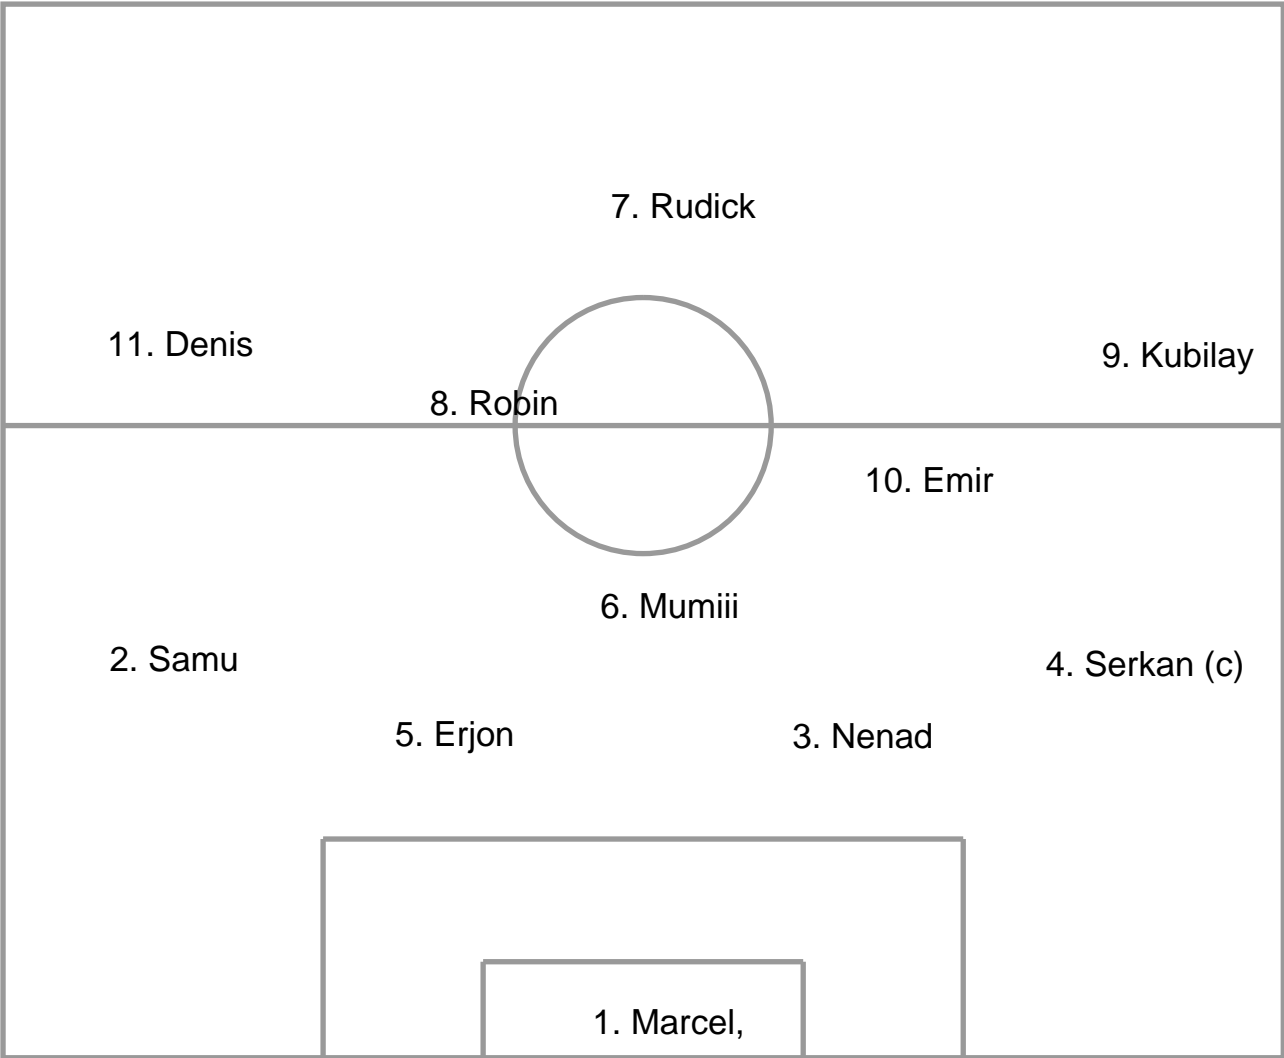 7. Rudick
11. Denis
9. Kubilay
8. Robin
10. Emir
6. Mumiii
2. Samu
4. Serkan (c)
5. Erjon
3. Nenad
1. Marcel,